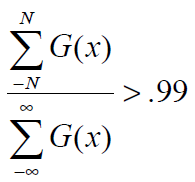 N
∑ G(x)
-N
∞
∑ G(x)
-∞
> .99